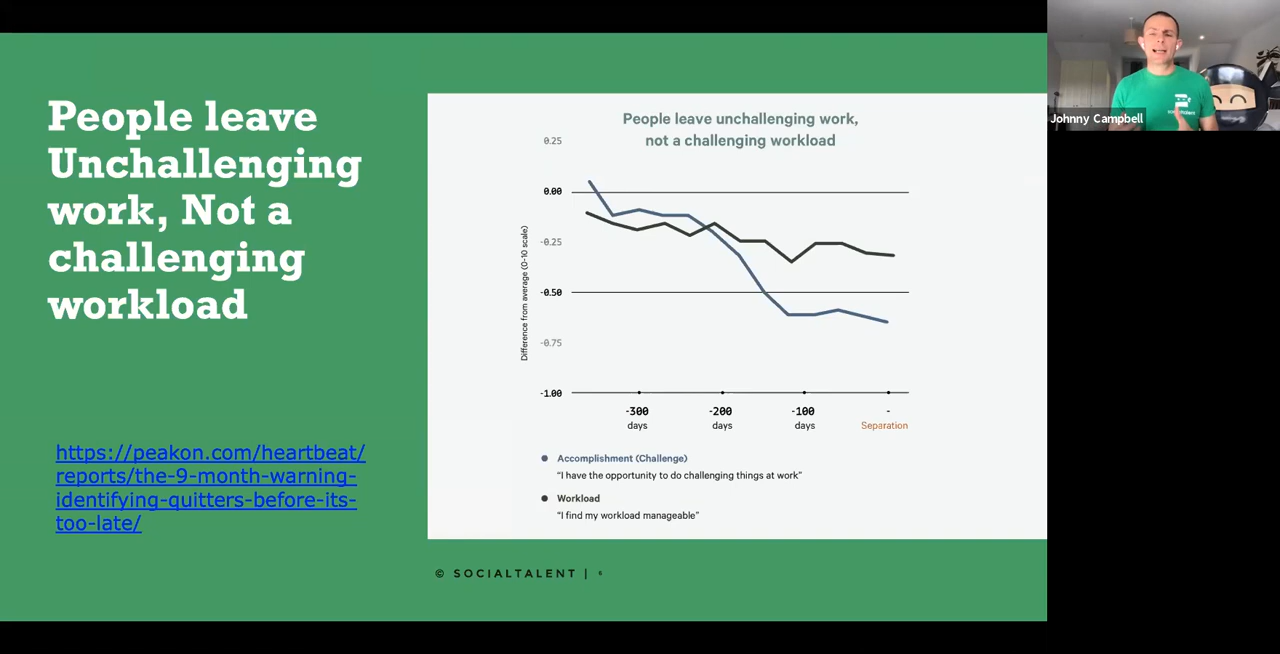 People leave
Unchallenging
work, Not a
challenging
workload
https://peakon.com/heartbeat/
reports/the-9-month-warning-
identifying-quitters-before-its-
too-late/
People leave unchallenging work,
not a challenging workload
Difference from average (0-10 scale)
0.25
0.00
-0.25
-0.50
-0.75
-1.00
-300
days
-200
days
-100
days
-
Separation
Accomplishment (Challenge)
“I have the opportunity to do challenging things at work”
Workload
“I find my workload manageable”
© SOCIALTALENT |
Johnny Campbell